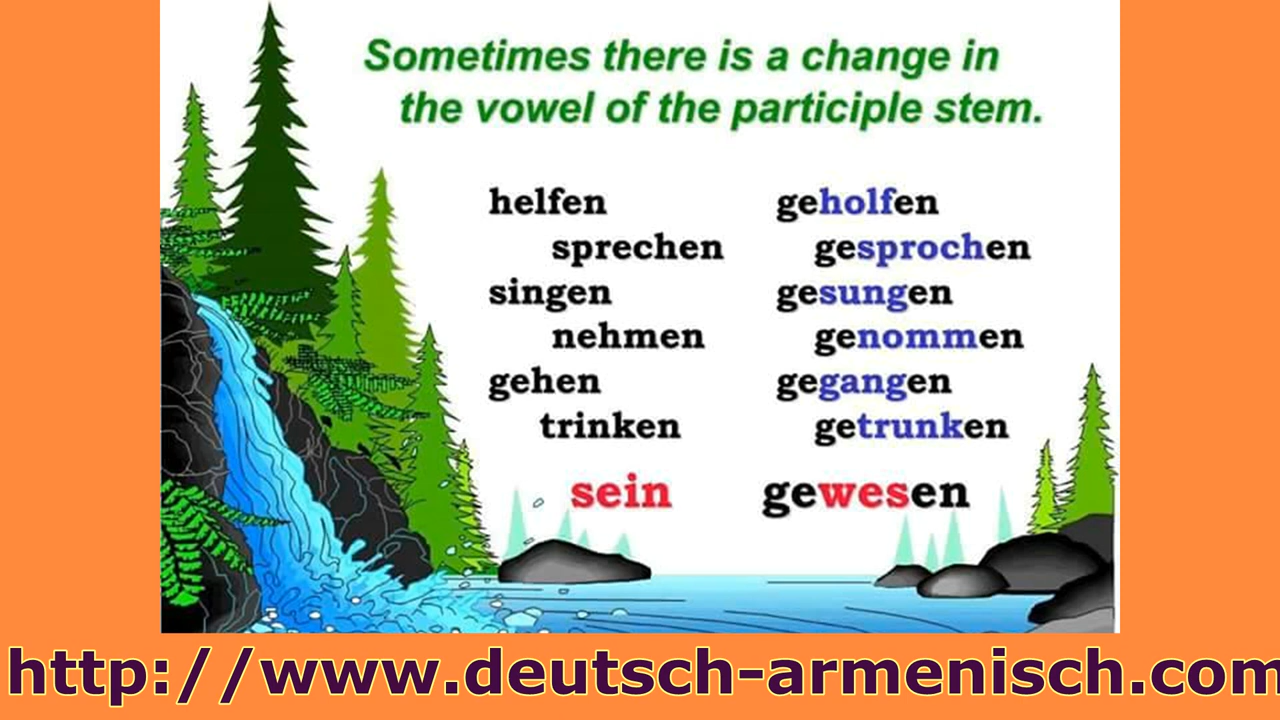 Sometimes there is a change in
the vowel of the participle stem.
helfen geholfen
sprechen gesprochen
singen gesungen
nehmen genommen
gehen gegangen
trinken getrunken
sein gewesen
http://www.deutsch-armenisch.com